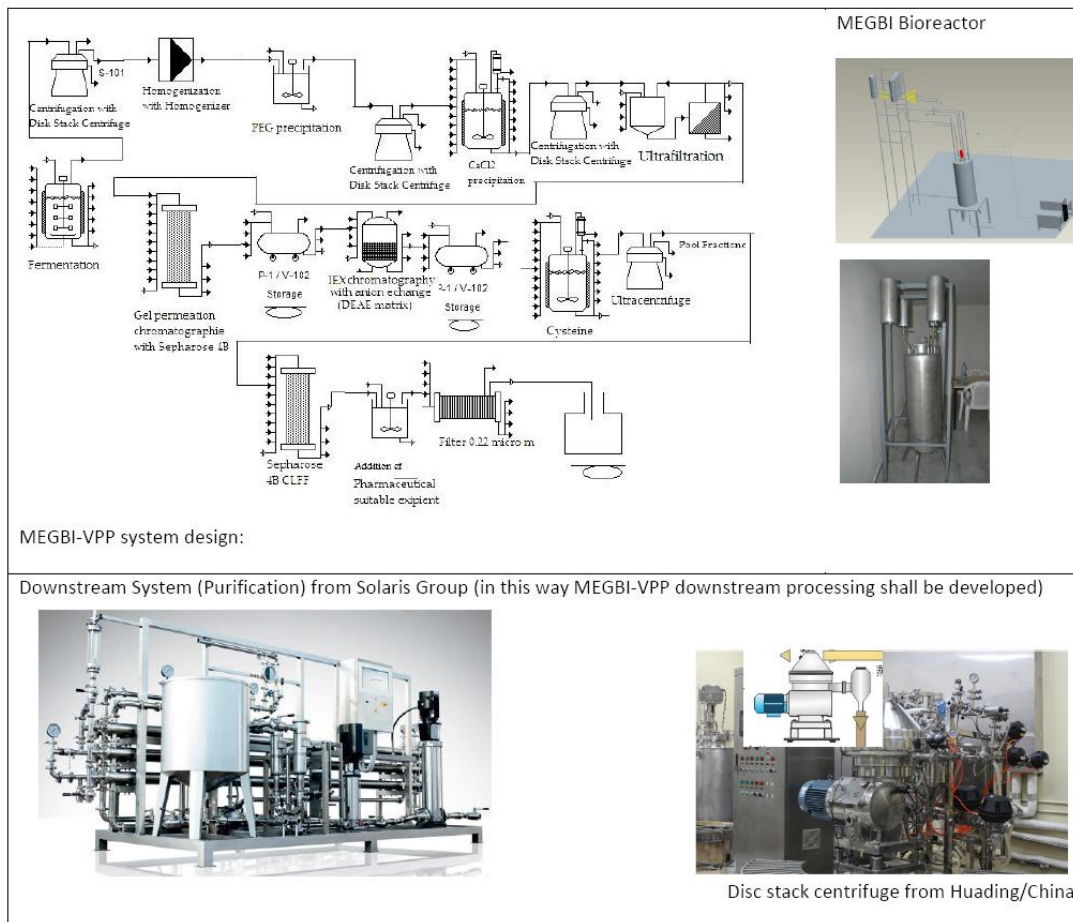 MEGBI Bioreactor
S-101
Homogenization
with Homogenizer
Centrifugation with
Disk Stack Centrifuge
PEG precipitation
Centrifugation with
Disk Stack Centrifuge
CaCl2
precipitation
Centrifugation with
Disk Stack Centrifuge
Ultrafiltration
Fermentation
Gel permeation
chromatographie
with Sepharose 4B
P-1 / V-102
Storage
IEX chromatography
with anion echange
(DEAE matrix)
P-1 / V-102
Storage
Cysteine
Ultracentrifuge
Pool Fractions
Sepharose
4B CLFF
Addition of
Pharmaceutical
suitable exipient
Filter 0.22 micro m
MEGBI-VPP system design:
Downstream System (Purification) from Solaris Group (in this way MEGBI-VPP downstream processing shall be developed)
Disc stack centrifuge from Huading/China